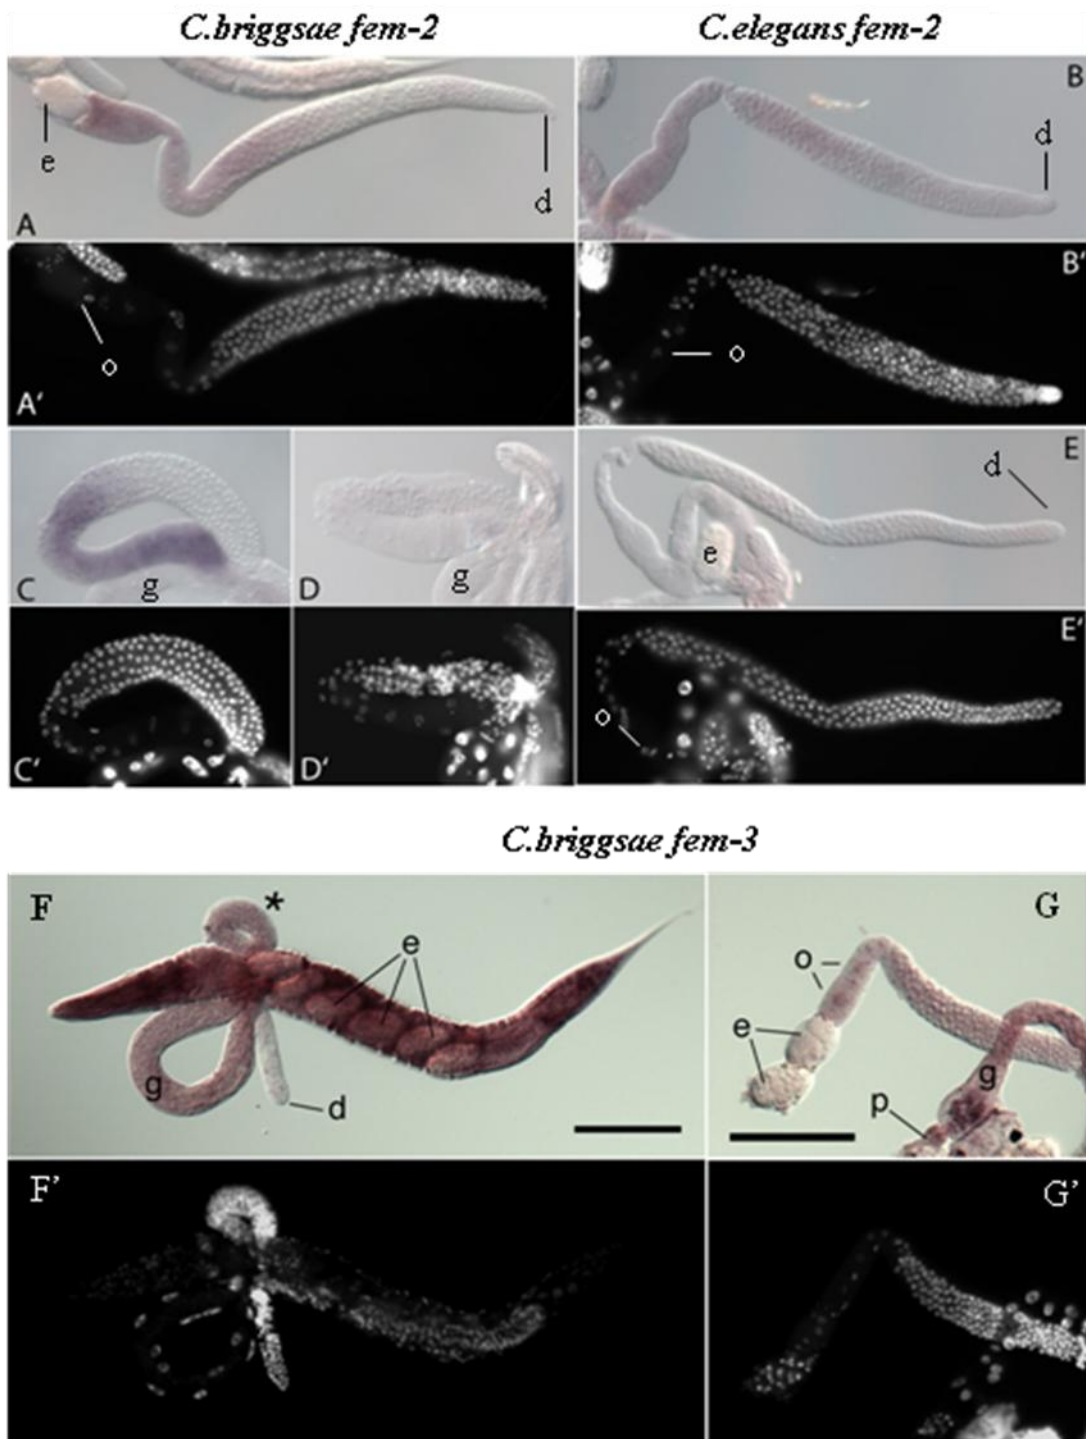 C.briggsae fem-2
C.elegans fem-2
A
e
d
B
d
A'
o
B'
o
C
g
D
g
E
d
e
C'
D'
E'
o
C.briggsae fem-3
F
*
e
g
d
G
o
e
g
p
F'
G'